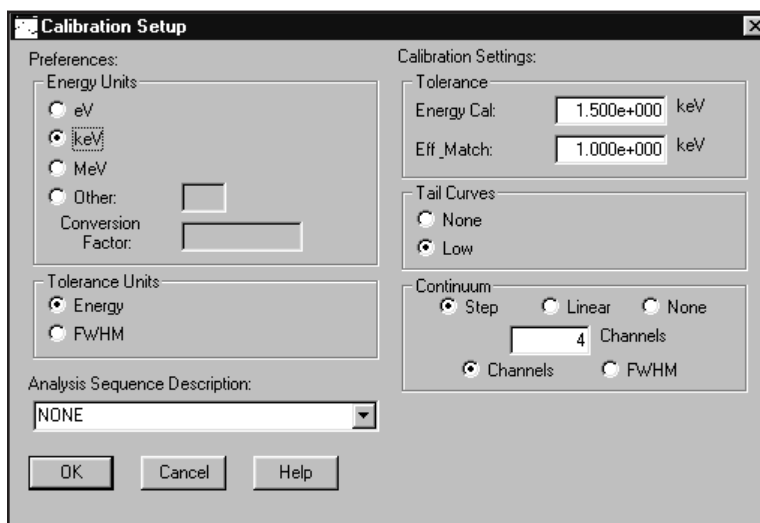 Calibration Setup
Preferences:
Energy Units
eV
keV
MeV
Other:
Conversion
Factor:
Tolerance Units
Energy
FWHM
Analysis Sequence Description:
NONE
OK Cancel Help
Calibration Settings:
Tolerance
Energy Cal: 1.500e+000 keV
Eff_Match: 1.000e+000 keV
Tail Curves
None
Low
Continuum
Step Linear None
4 Channels
Channels FWHM